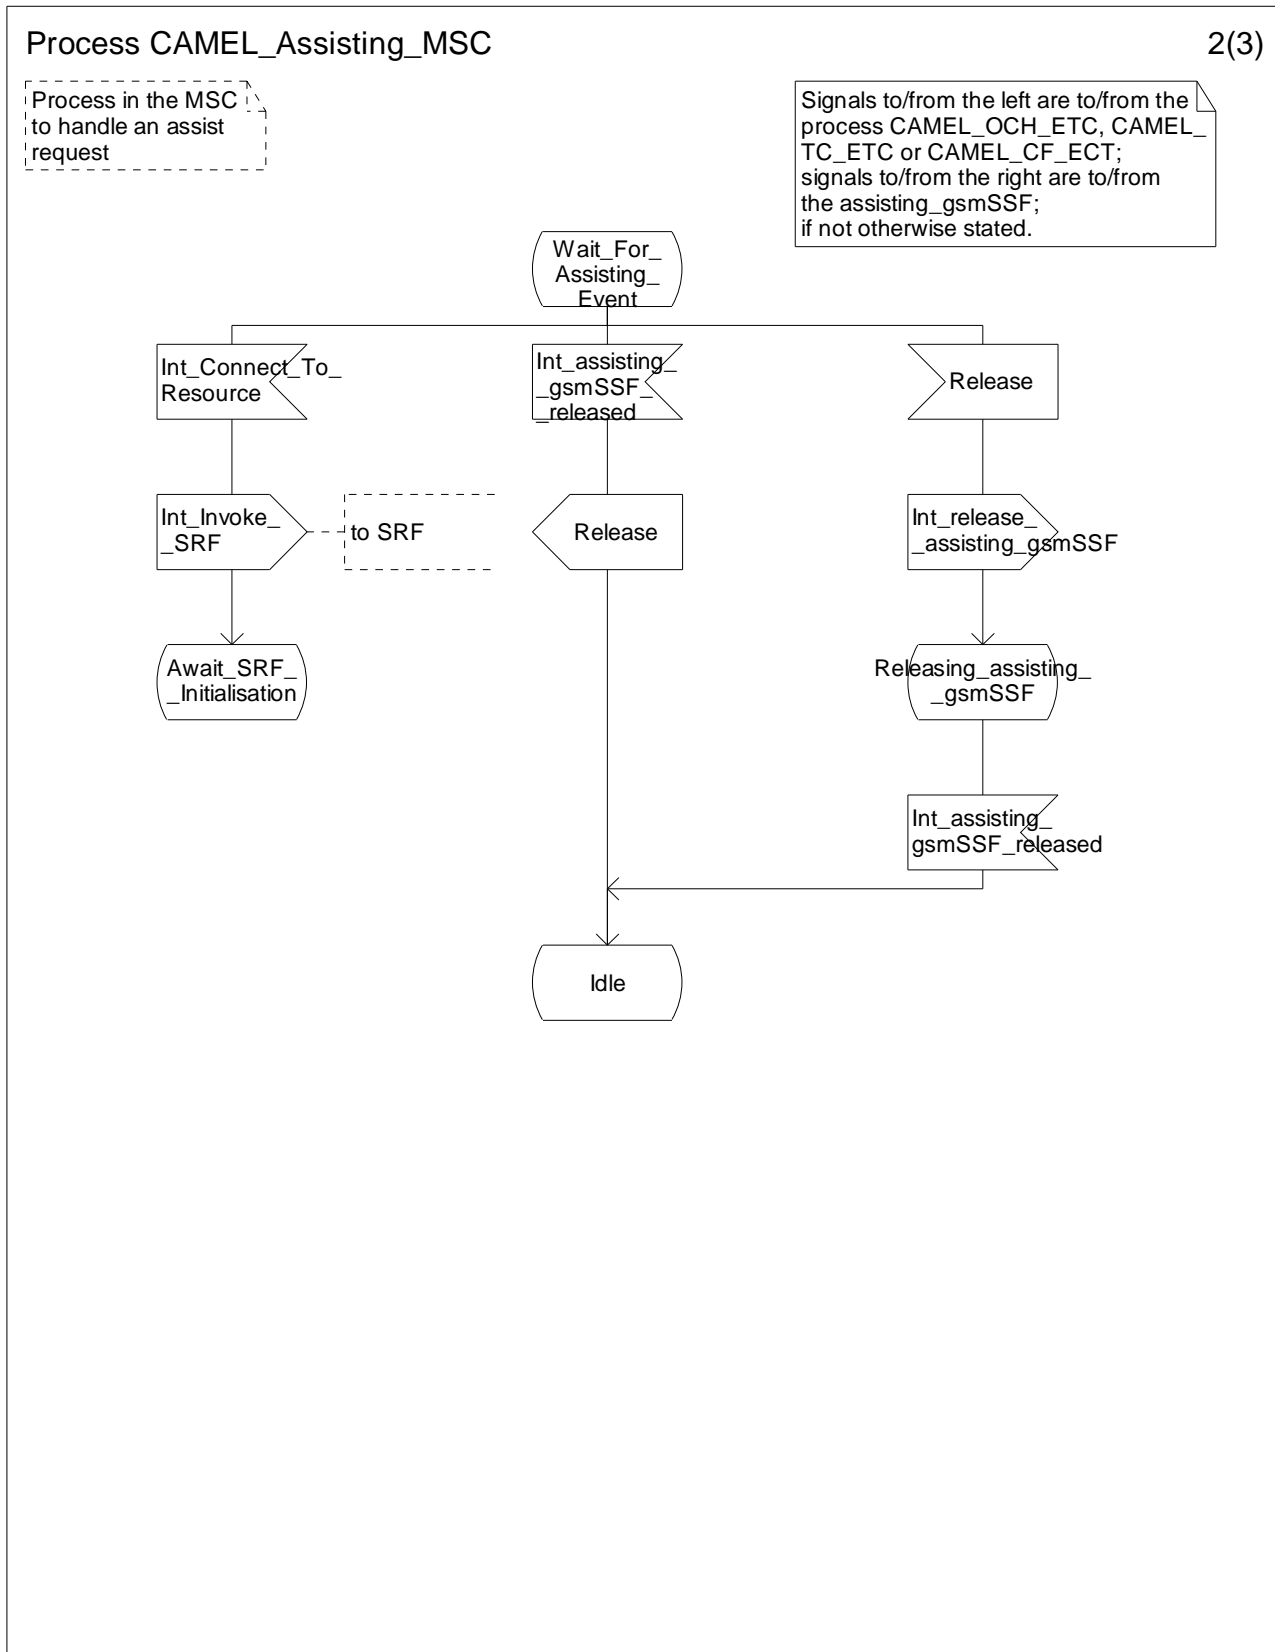 Process CAMEL_Assisting_MSC
2(3)
Process in the MSC
to handle an assist
request
Signals to/from the left are to/from the
process CAMEL_OCH_ETC, CAMEL_
TC_ETC or CAMEL_CF_ECT;
signals to/from the right are to/from
the assisting_gsmSSF;
if not otherwise stated.
Wait_For_
Assisting_
Event
Int_Connect_To_
Resource
Int_assisting_
_gsmSSF_
_released
Release
Int_Invoke_
_SRF
to SRF
Release
Int_release_
_assisting_gsmSSF
Await_SRF_
_Initialisation
Releasing_assisting_
_gsmSSF
Int_assisting_
gsmSSF_released
Idle